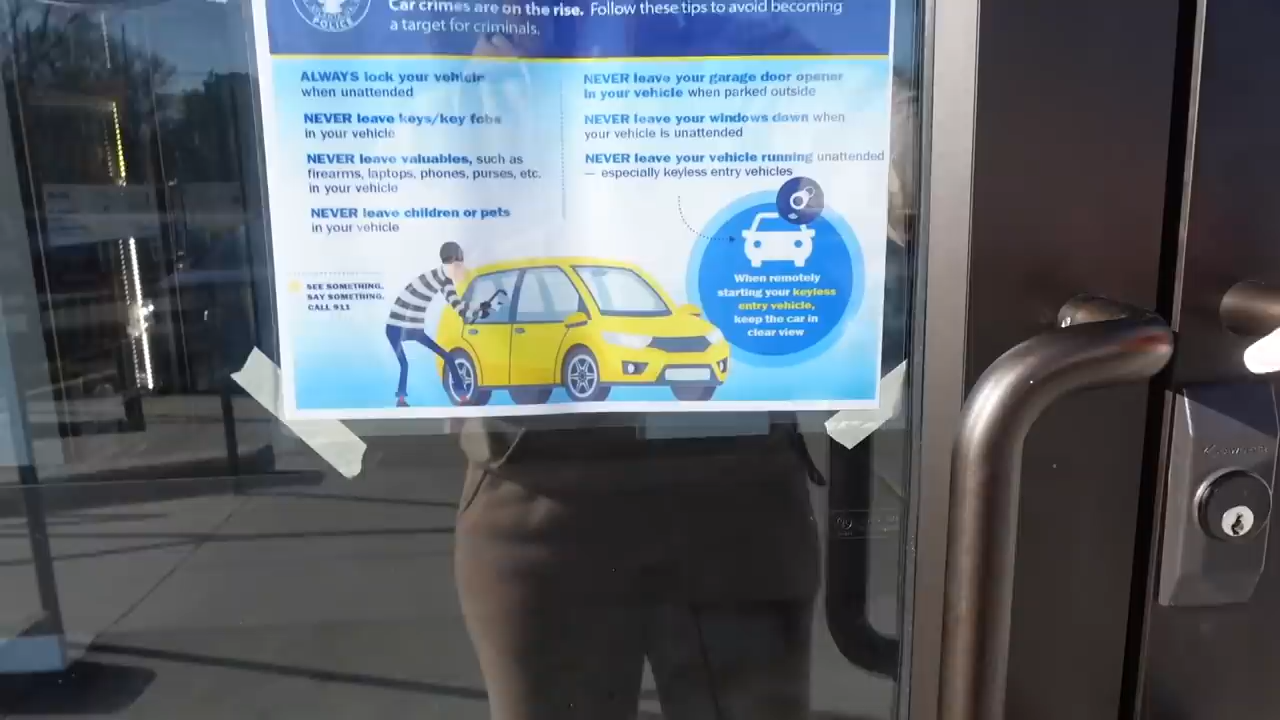 POLICE
Car crimes are on the rise. Follow these tips to avoid becoming
a target for criminals.
ALWAYS lock your vehicle
when unattended
NEVER leave keys/key fobs
in your vehicle
NEVER leave valuables, such as
firearms, laptops, phones, purses, etc.
in your vehicle
NEVER leave children or pets
in your vehicle
SEE SOMETHING,
SAY SOMETHING,
CALL 911
NEVER leave your garage door opener
in your vehicle when parked outside
NEVER leave your windows down when
your vehicle is unattended
NEVER leave your vehicle running unattended
— especially keyless entry vehicles
When remotely
starting your keyless
entry vehicle,
keep the car in
clear view